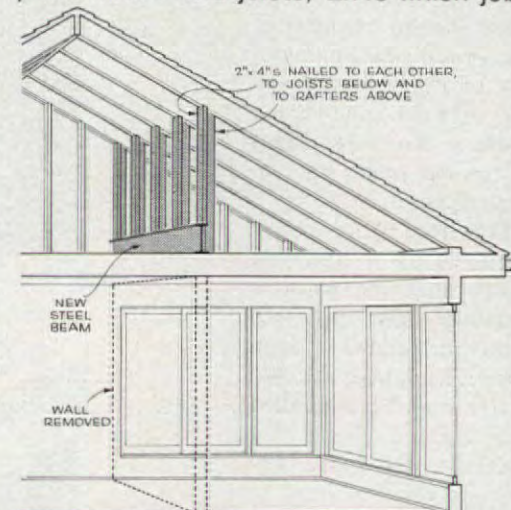 2"x 4"s NAILED TO EACH OTHER,
TO JOISTS BELOW AND
TO RAFTERS ABOVE
NEW
STEEL
BEAM
WALL
REMOVED